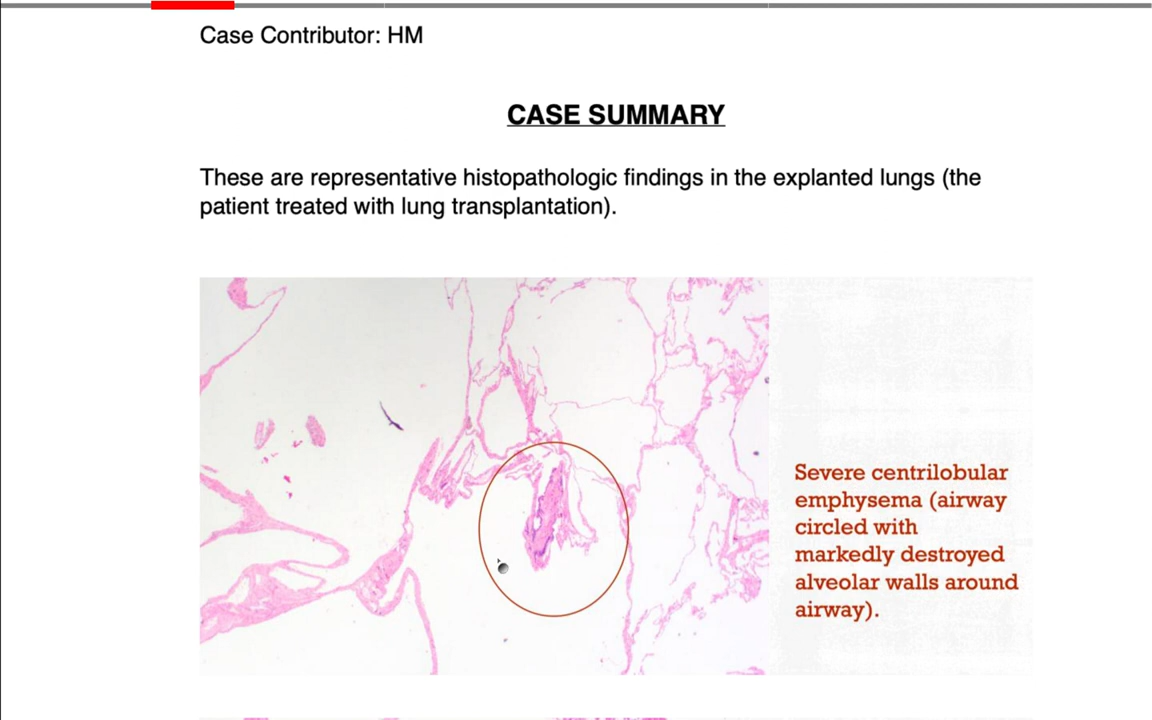 Case Contributor: HM
CASE SUMMARY
These are representative histopathologic findings in the explanted lungs (the
patient treated with lung transplantation).
Severe centrilobular
emphysema (airway
circled with
markedly destroyed
alveolar walls around
airway).